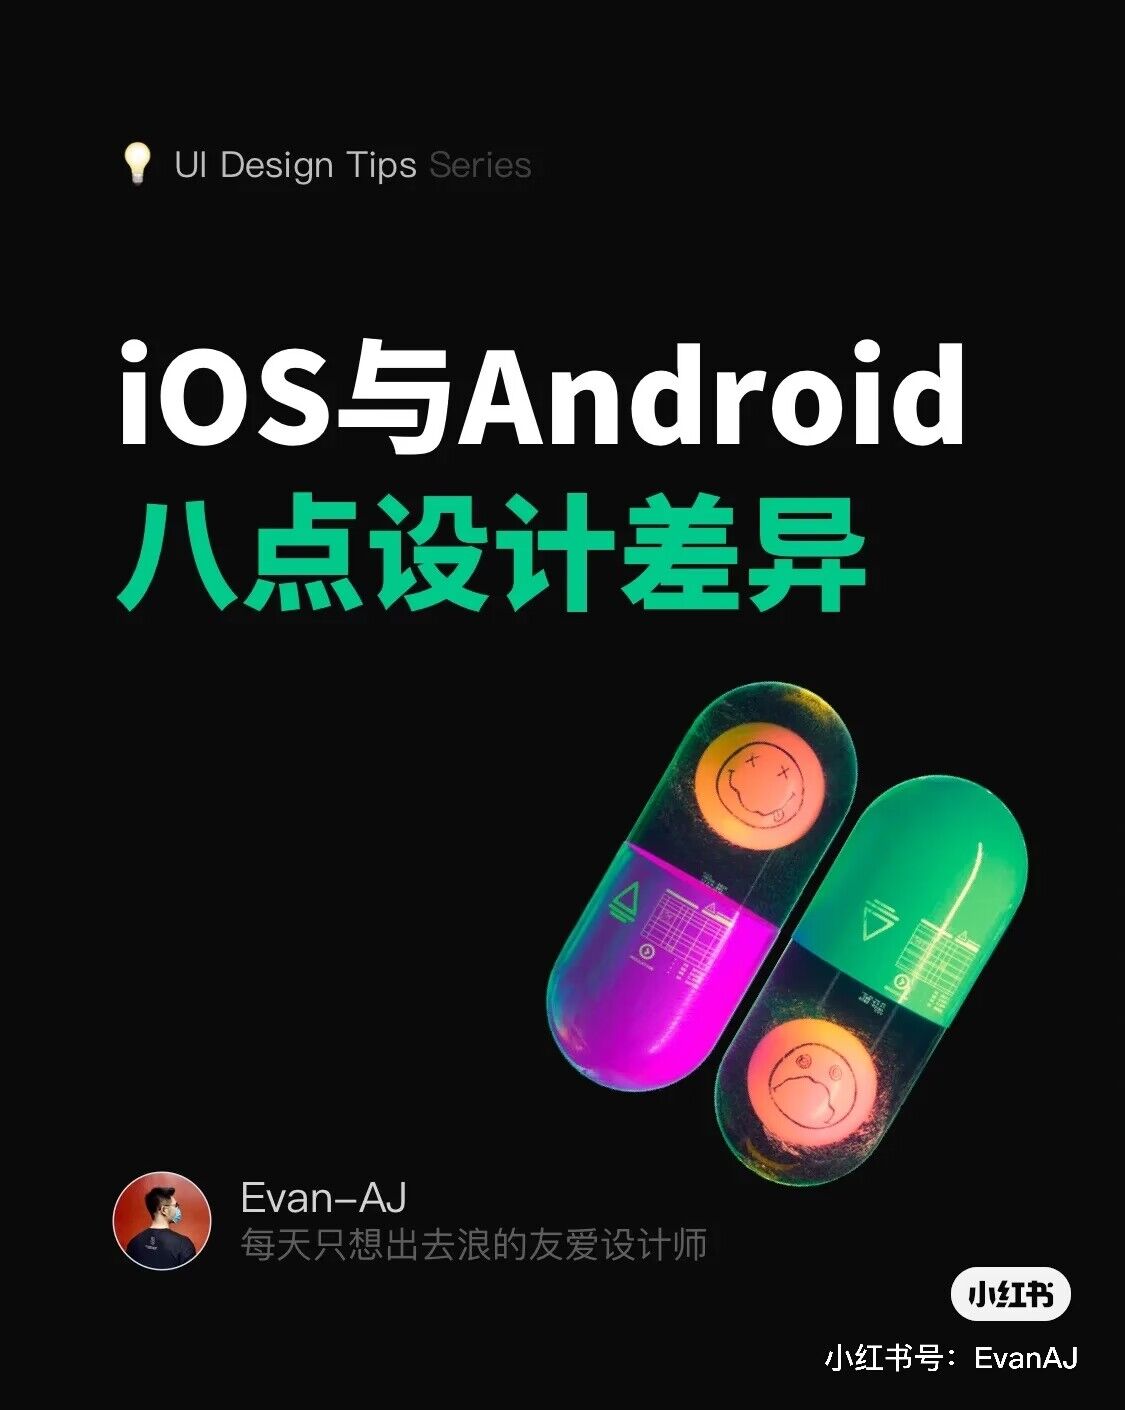 UI Design Tips Series
iOS与Android
八点设计差异
Evan-AJ
每天只想出去浪的友爱设计师
小红书
小红书号：EvanAJ